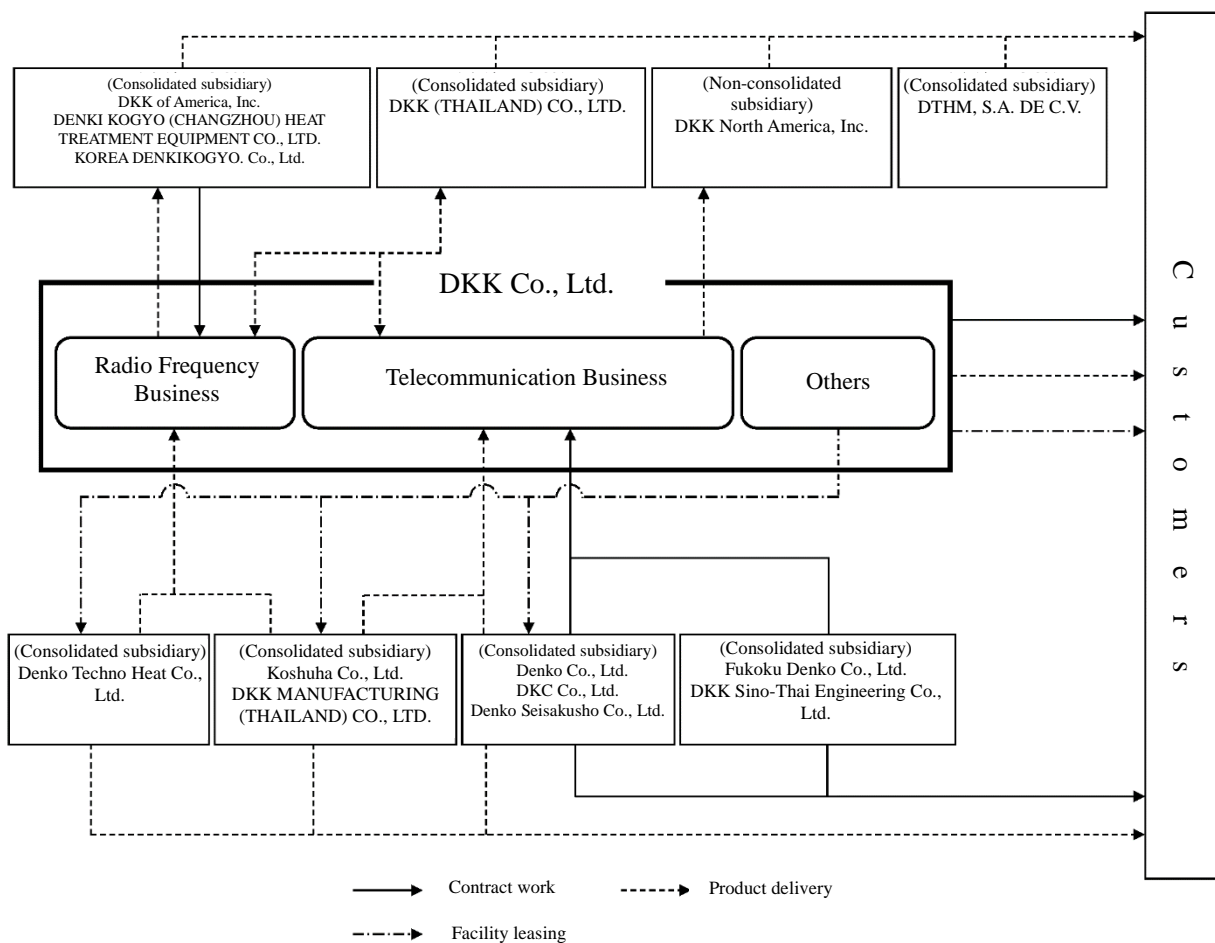 (Consolidated subsidiary)
DKK of America, Inc.
DENKI KOGYO (CHANGZHOU) HEAT
TREATMENT EQUIPMENT CO., LTD.
KOREA DENKIKOGYO. Co., Ltd.
(Consolidated subsidiary)
DKK (THAILAND) CO., LTD.
(Non-consolidated
subsidiary)
DKK North America, Inc.
(Consolidated subsidiary)
DTHM, S.A. DE C.V.
DKK Co., Ltd.
Radio Frequency
Business
Telecommunication Business
Others
Customers
(Consolidated subsidiary)
Denko Techno Heat Co.,
Ltd.
(Consolidated subsidiary)
Koshuha Co., Ltd.
DKK MANUFACTURING
(THAILAND) CO., LTD.
(Consolidated subsidiary)
Denko Co., Ltd.
DKC Co., Ltd.
Denko Seisakusho Co., Ltd.
(Consolidated subsidiary)
Fukoku Denko Co., Ltd.
DKK Sino-Thai Engineering Co.,
Ltd.
Contract work
Product delivery
Facility leasing